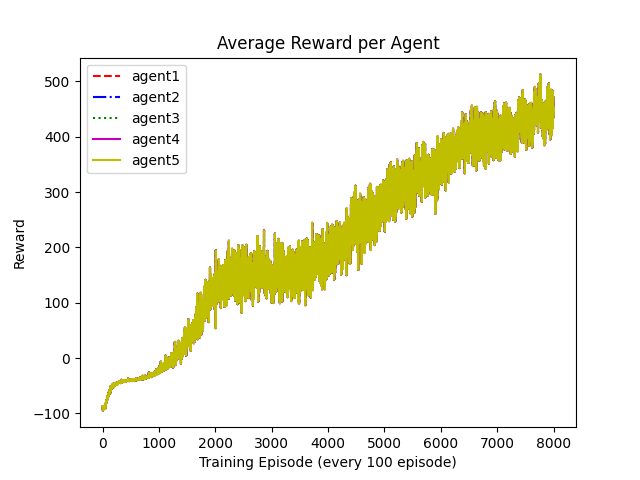 Average Reward per Agent
agent1
agent2
agent3
agent4
agent5
500
400
300
200
100
0
−100
Reward
0 1000 2000 3000 4000 5000 6000 7000 8000
Training Episode (every 100 episode)